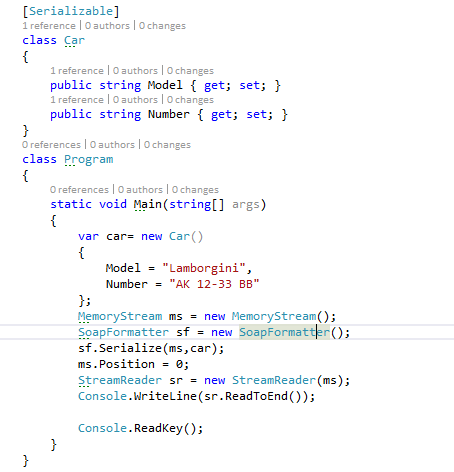 [Serializable]
1 reference | 0 authors | 0 changes
class Car
{
1 reference | 0 authors | 0 changes
public string Model { get; set; }
1 reference | 0 authors | 0 changes
public string Number { get; set; }
}
0 references | 0 authors | 0 changes
class Program
{
0 references | 0 authors | 0 changes
static void Main(string[] args)
{
var car= new Car()
{
Model = "Lamborgini",
Number = "AK 12-33 BB"
};
MemoryStream ms = new MemoryStream();
SoapFormatter sf = new SoapFormatter();
sf.Serialize(ms,car);
ms.Position = 0;
StreamReader sr = new StreamReader(ms);
Console.WriteLine(sr.ReadToEnd());
Console.ReadKey();
}
}